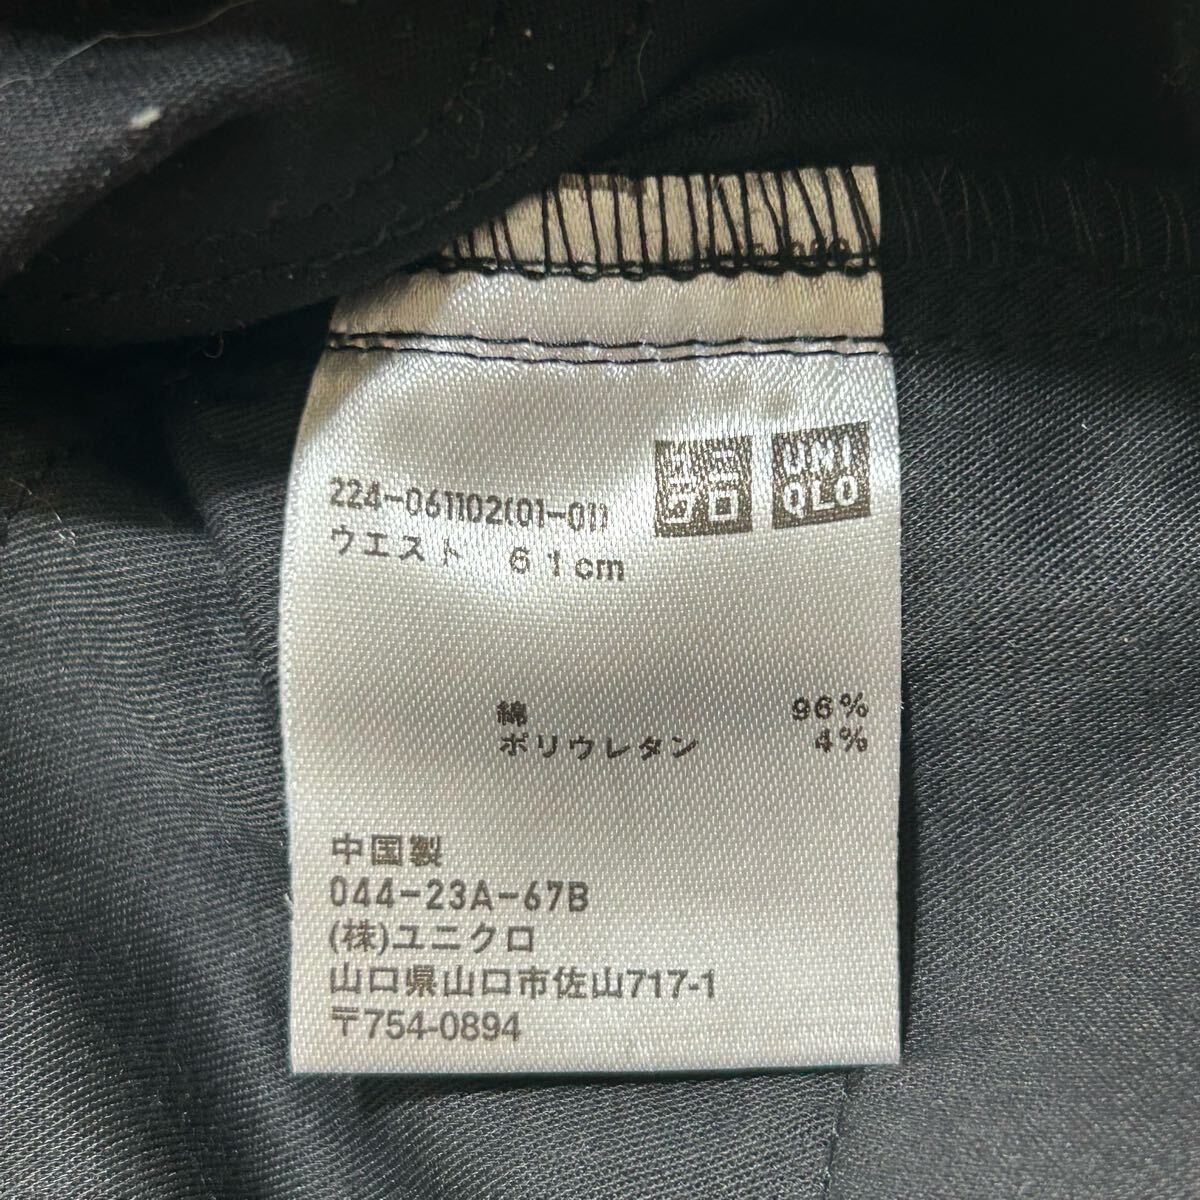 ユニクロ
UNIQLO
224-061102(01-01)
ウエスト 61cm
綿 96%
ポリウレタン 4%
中国製
044-23A-67B
(株)ユニクロ
山口県山口市佐山717-1
〒754-0894